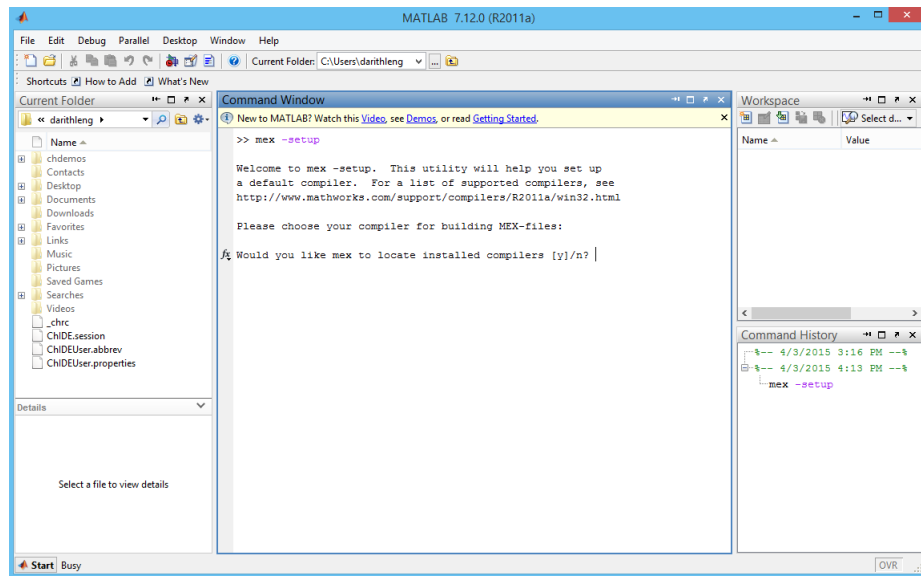 MATLAB 7.12.0 (R2011a)
File Edit Debug Parallel Desktop Window Help
Current Folder: C:\Users\darithleng
Shortcuts How to Add What's New
Current Folder
« darithleng
Name
chdemos
Contacts
Desktop
Documents
Downloads
Favorites
Links
Music
Pictures
Saved Games
Searches
Videos
_chrc
ChIDE.session
ChIDEUser.abbrev
ChIDEUser.properties
Details
Select a file to view details
Command Window
New to MATLAB? Watch this Video, see Demos, or read Getting Started.
>> mex -setup
Welcome to mex -setup. This utility will help you set up
a default compiler. For a list of supported compilers, see
http://www.mathworks.com/support/compilers/R2011a/win32.html
Please choose your compiler for building MEX-files:
fx Would you like mex to locate installed compilers [y]/n?
Workspace
Select d...
Name Value
Command History
%-- 4/3/2015 3:16 PM --%
%-- 4/3/2015 4:13 PM --%
mex -setup
Start Busy
OVR